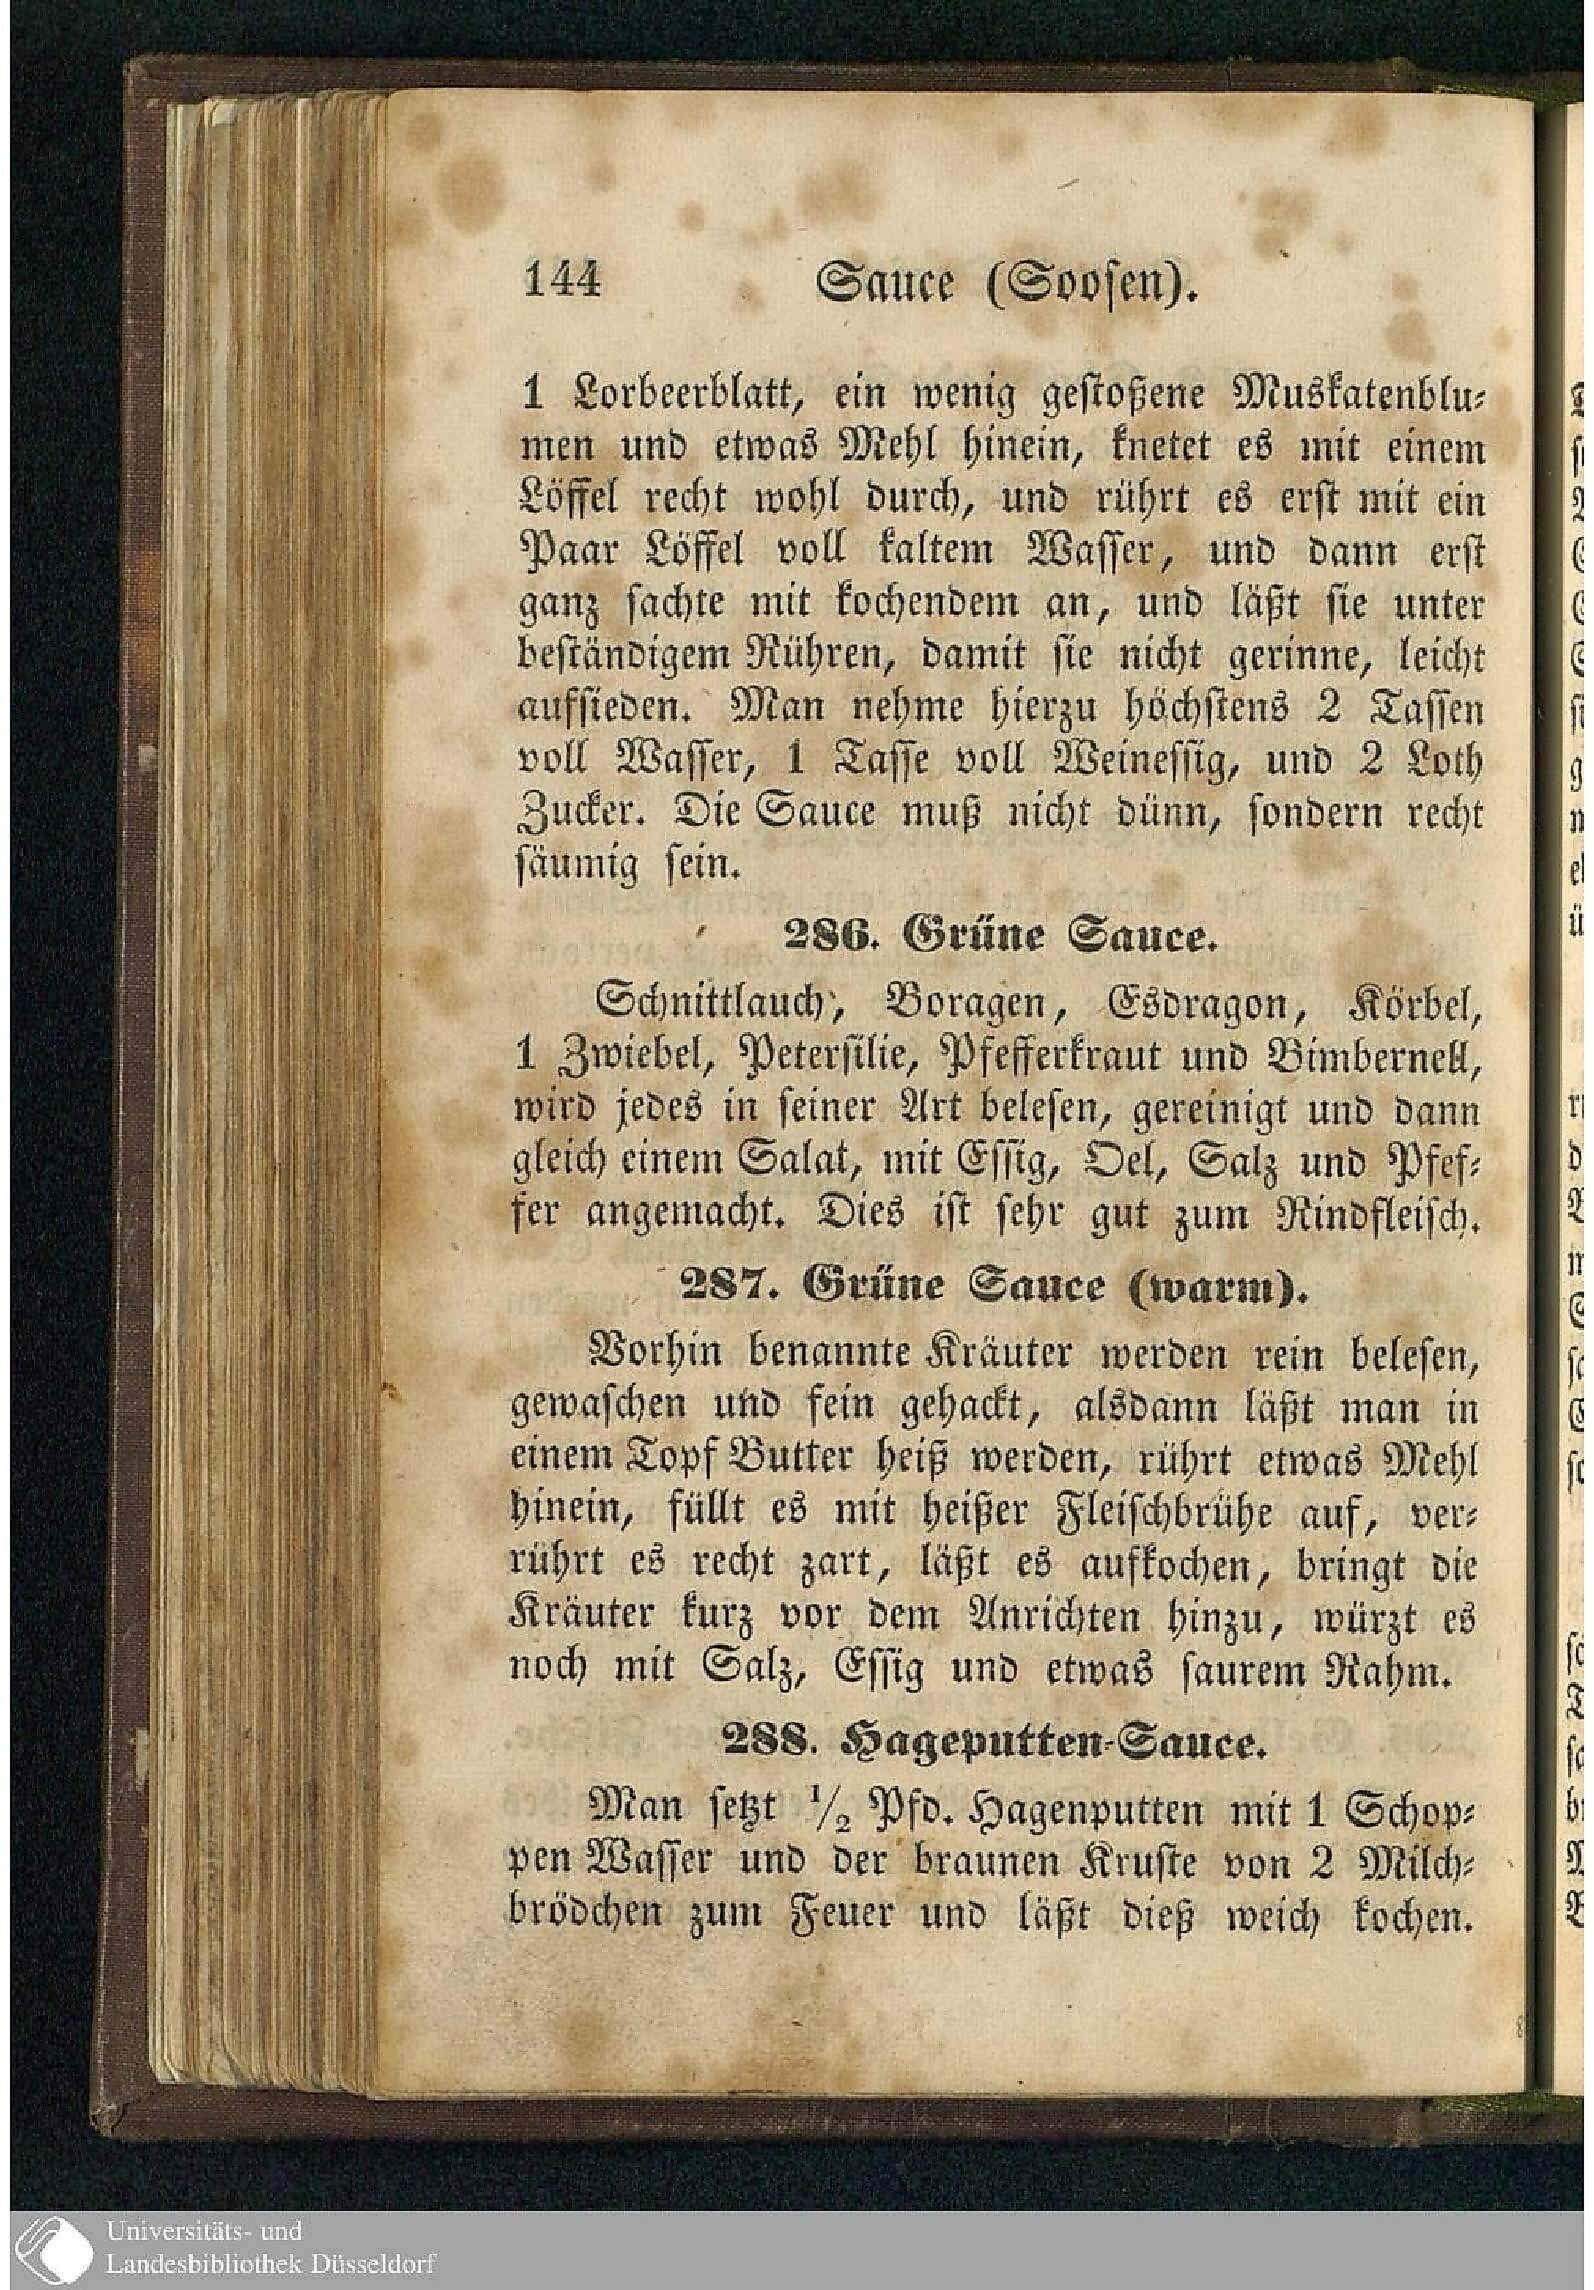 144 Sauce (Soosen).
1 Lorbeerblatt, ein wenig gestoßene Muskatenblu-
men und etwas Mehl hinein, knetet es mit einem
Löffel recht wohl durch, und rührt es erst mit ein
Paar Löffel voll kaltem Wasser, und dann erst
ganz sachte mit kochendem an, und läßt sie unter
beständigem Rühren, damit sie nicht gerinne, leicht
aufsieden. Man nehme hierzu höchstens 2 Tassen
voll Wasser, 1 Tasse voll Weinessig, und 2 Loth
Zucker. Die Sauce muß nicht dünn, sondern recht
säumig sein.
286. Grüne Sauce.
Schnittlauch, Boragen, Esdragon, Körbel,
1 Zwiebel, Petersilie, Pfefferkraut und Bimbernell,
wird jedes in seiner Art belesen, gereinigt und dann
gleich einem Salat, mit Essig, Oel, Salz und Pfef-
fer angemacht. Dies ist sehr gut zum Rindfleisch.
287. Grüne Sauce (warm).
Vorhin benannte Kräuter werden rein belesen,
gewaschen und fein gehackt, alsdann läßt man in
einem Topf Butter heiß werden, rührt etwas Mehl
hinein, füllt es mit heißer Fleischbrühe auf, ver-
rührt es recht zart, läßt es aufkochen, bringt die
Kräuter kurz vor dem Anrichten hinzu, würzt es
noch mit Salz, Essig und etwas saurem Rahm.
288. Hageputten-Sauce.
Man setzt 1/2 Pfd. Hagenputten mit 1 Schop-
pen Wasser und der braunen Kruste von 2 Milch-
brödchen zum Feuer und läßt dieß weich kochen.
Universitäts- und
Landesbibliothek Düsseldorf